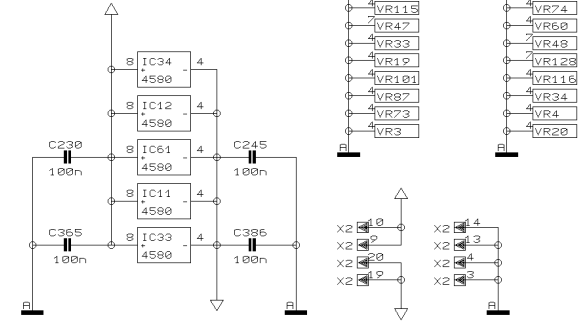 8 IC34 4
+ -
4580
8 IC12 4
+ -
4580
C230 8 IC61 4 C245
+ -
100n 4580 100n
8 IC11 4
+ -
4580
C365 8 IC33 4 C386
+ -
100n 4580 100n
A A
4 VR115
7 VR47
4 VR33
4 VR19
4 VR101
4 VR87
4 VR73
4 VR3
A
4 VR74
4 VR60
7 VR48
7 VR128
4 VR116
4 VR34
4 VR4
4 VR20
A
X2 10
X2 9
X2 20
X2 19
X2 14
X2 13
X2 4
X2 3
A